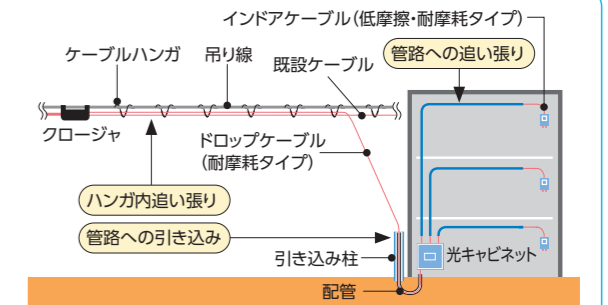 インドアケーブル（低摩擦・耐摩耗タイプ）
ケーブルハンガ
吊り線
管路への追い張り
既設ケーブル
クロージャ
ドロップケーブル
（耐摩耗タイプ）
ハンガ内追い張り
管路への引き込み
引き込み柱
光キャビネット
配管